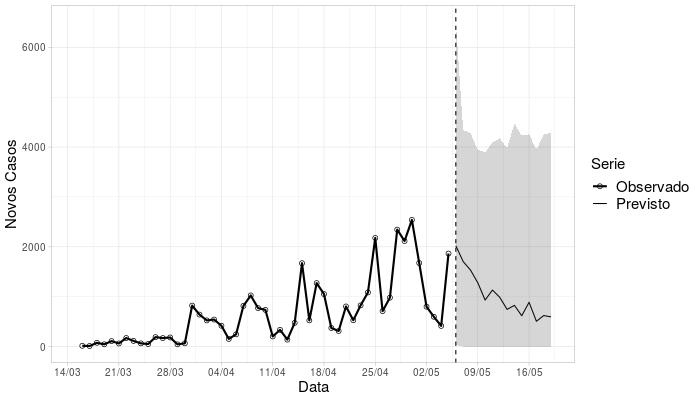 6000
4000
2000
0
Novos Casos
14/03 21/03 28/03 04/04 11/04 18/04 25/04 02/05 09/05 16/05
Data
Serie
Observado
Previsto